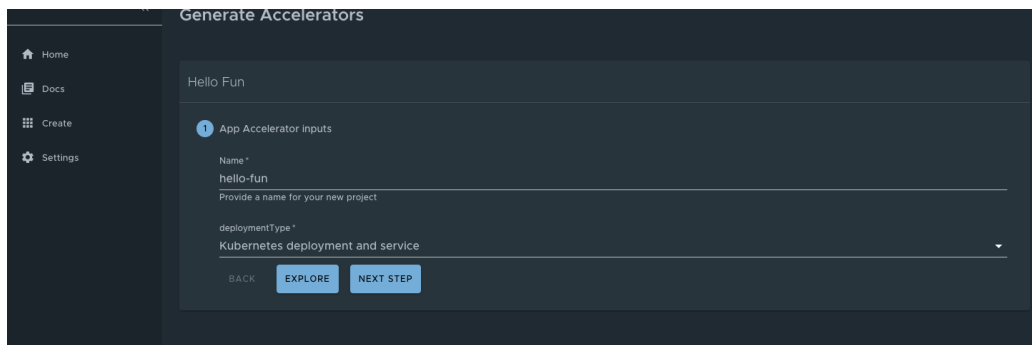 Generate Accelerators
Home
Docs
Create
Settings
Hello Fun
1 App Accelerator inputs
Name *
hello-fun
Provide a name for your new project
deploymentType *
Kubernetes deployment and service
BACK EXPLORE NEXT STEP